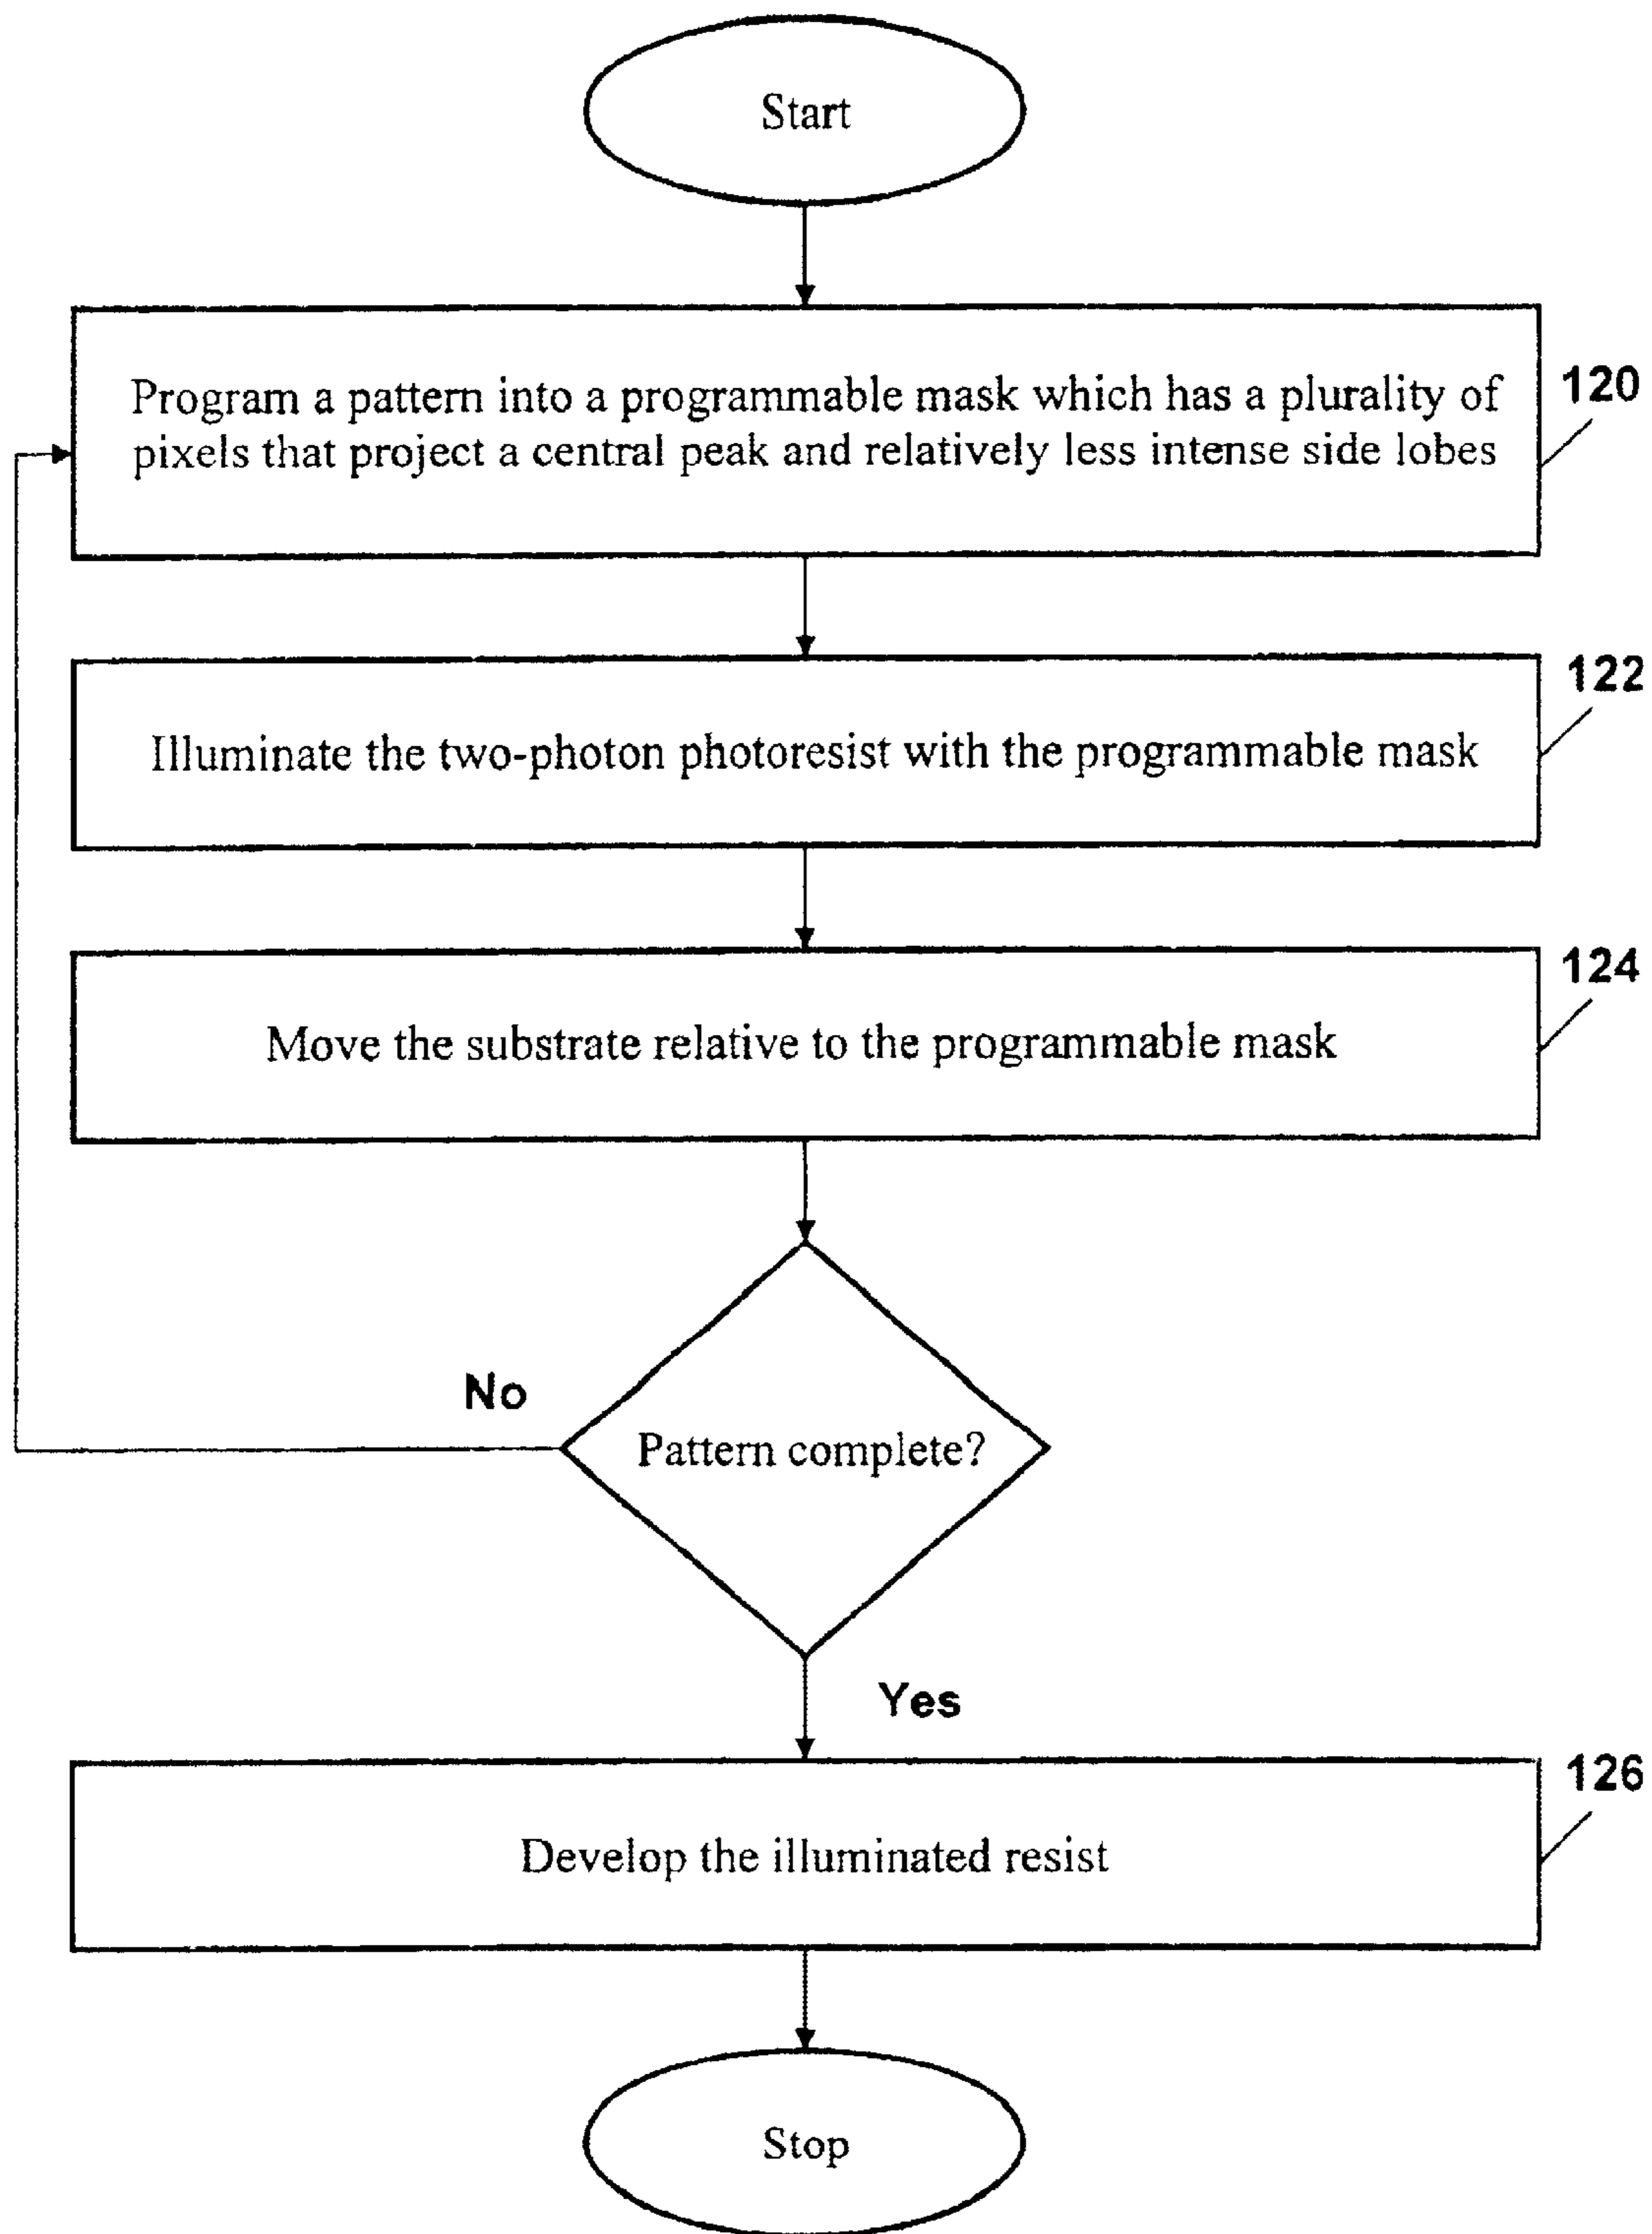 Start
Program a pattern into a programmable mask which has a plurality of
pixels that project a central peak and relatively less intense side lobes
120
Illuminate the two-photon photoresist with the programmable mask
122
Move the substrate relative to the programmable mask
124
Pattern complete?
No
Yes
Develop the illuminated resist
126
Stop